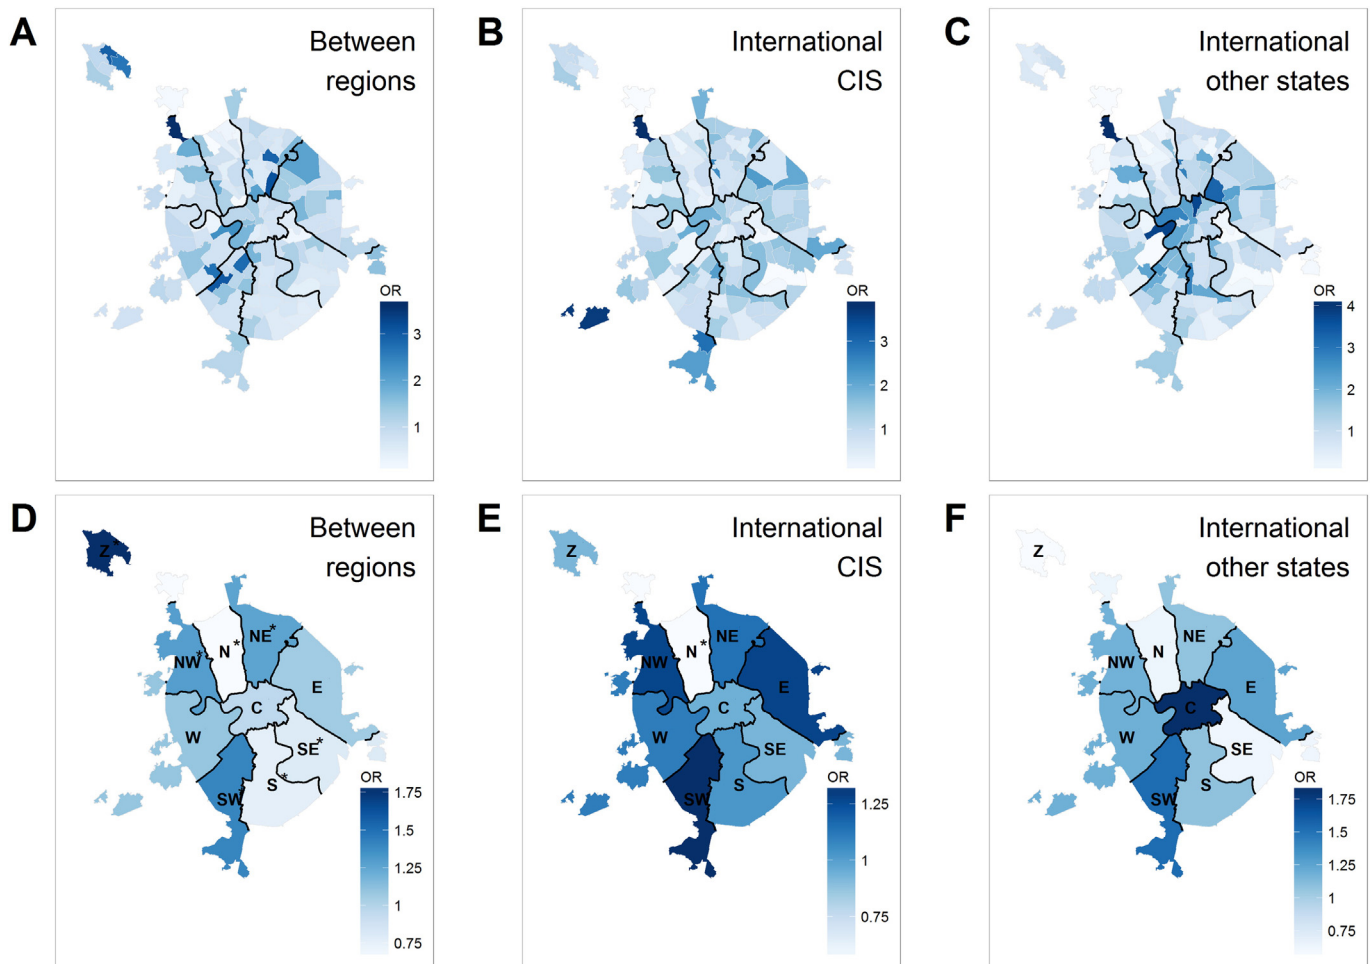 A
Between
regions
OR
3
2
1
B
International
CIS
OR
3
2
1
C
International
other states
OR
4
3
2
1
D
Between
regions
Z*
NW*
N*
NE*
E
C
W
SE*
S*
SW
OR
1.75
1.5
1.25
1
0.75
E
International
CIS
Z
NW
N*
NE
E
C
W
SE
S
SW
OR
1.25
1
0.75
F
International
other states
Z
NW
N
NE
E
C
W
SE
S
SW
OR
1.75
1.5
1.25
1
0.75